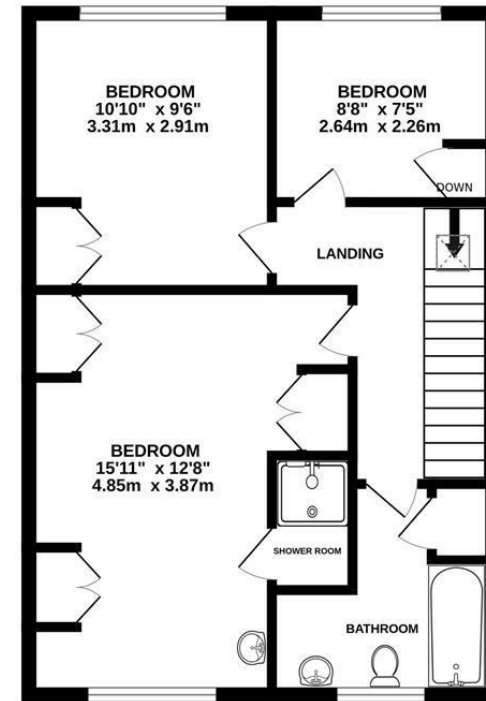 BEDROOM
10'10" x 9'6"
3.31m x 2.91m
BEDROOM
8'8" x 7'5"
2.64m x 2.26m
DOWN
LANDING
BEDROOM
15'11" x 12'8"
4.85m x 3.87m
SHOWER ROOM
BATHROOM